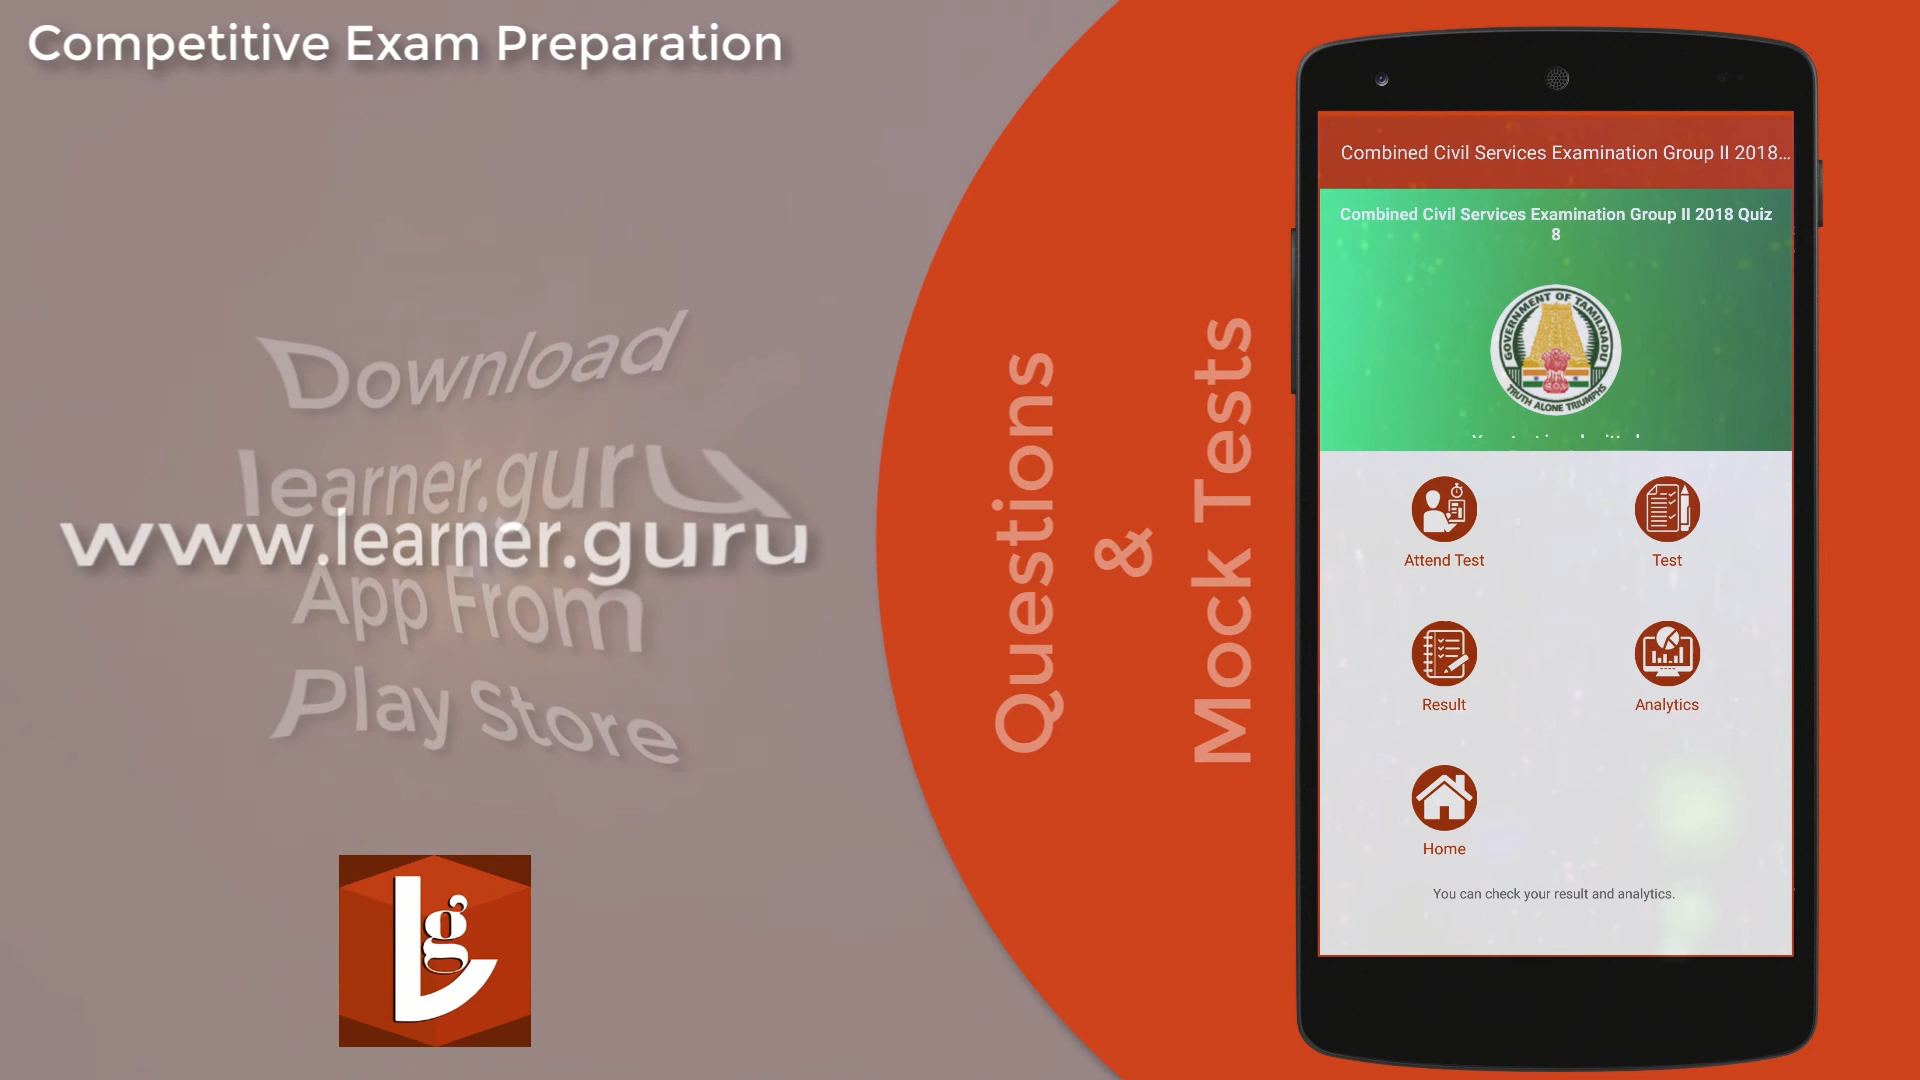 Competitive Exam Preparation
Download
learner.guru
www.learner.guru
App From
Play Store
Lg
Questions
&
Mock Tests
Combined Civil Services Examination Group II 2018...
Combined Civil Services Examination Group II 2018 Quiz
8
GOVERNMENT OF TAMILNADU
TRUTH ALONE TRIUMPHS
Attend Test
Test
Result
Analytics
Home
You can check your result and analytics.